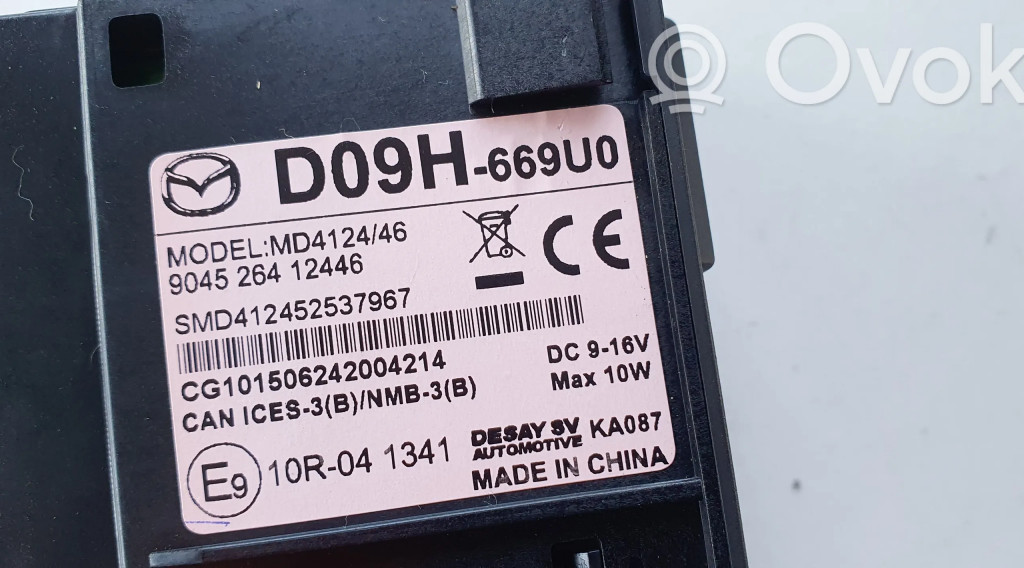 Ovok
D09H-669U0
MODEL:MD4124/46
9045 264 12446
CE
SMD412452537967
CG101506242004214
DC 9-16V
CAN ICES-3(B)/NMB-3(B)
Max 10W
E9
10R-04 1341
DESAY SV
AUTOMOTIVE
KA087
MADE IN CHINA